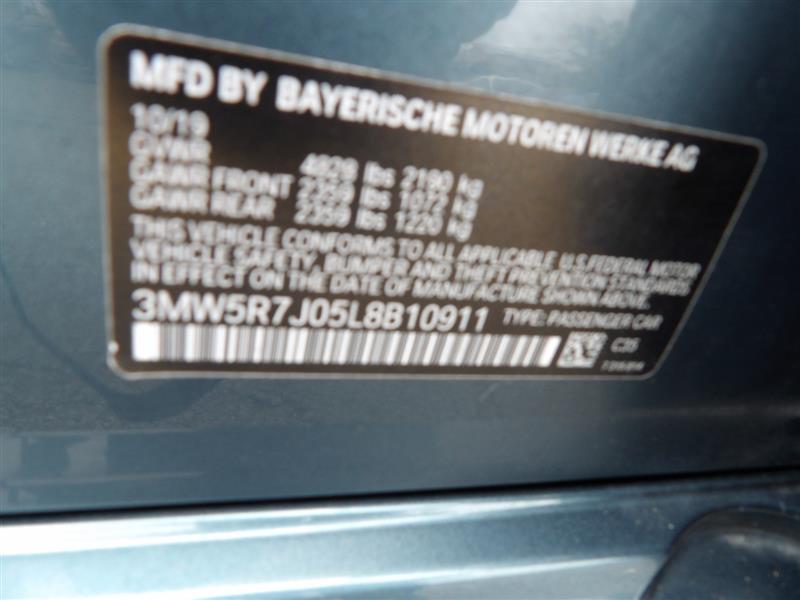 MFD BY BAYERISCHE MOTOREN WERKE AG
10/19
GVWR 4829 lbs 2190 kg
GAWR FRONT 2359 lbs 1072 kg
GAWR REAR lbs 1220 kg
THIS VEHICLE CONFORMS TO ALL APPLICABLE U.S. FEDERAL MOTOR
VEHICLE SAFETY, BUMPER AND THEFT PREVENTION STANDARDS
IN EFFECT ON THE DATE OF MANUFACTURE SHOWN ABOVE.
3MW5R7J05L8B10911 TYPE: PASSENGER CAR
C35